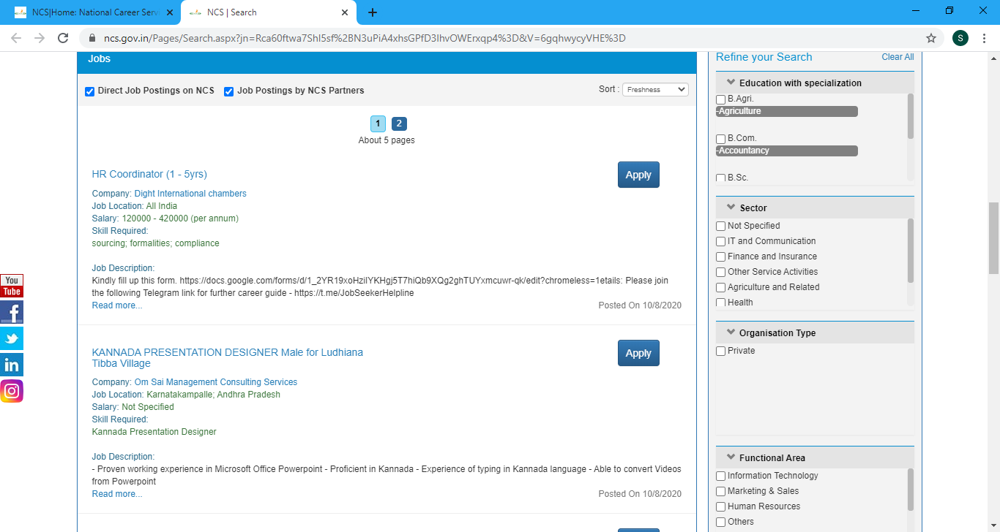 NCS|Home: National Career Serv
NCS | Search
ncs.gov.in/Pages/Search.aspx?jn=Rca60ftwa7ShI5sf%2BN3uPiA4xhsGPfD3IhvOWErxqp4%3D&V=6gqhwycyVHE%3D
S
Jobs
Direct Job Postings on NCS
Job Postings by NCS Partners
Sort : Freshness
1 2
About 5 pages
HR Coordinator (1 - 5yrs)
Apply
Company: Dight International chambers
Job Location: All India
Salary: 120000 - 420000 (per annum)
Skill Required:
sourcing; formalities; compliance
Job Description:
Kindly fill up this form. https://docs.google.com/forms/d/1_2YR19xoHziIYKHgj5T7hiQb9XQg2ghTUYxmcuwr-qk/edit?chromeless=1etails: Please join
the following Telegram link for further career guide - https://t.me/JobSeekerHelpline
Read more...
Posted On 10/8/2020
KANNADA PRESENTATION DESIGNER Male for Ludhiana
Tibba Village
Apply
Company: Om Sai Management Consulting Services
Job Location: Karnatakampalle; Andhra Pradesh
Salary: Not Specified
Skill Required:
Kannada Presentation Designer
Job Description:
- Proven working experience in Microsoft Office Powerpoint - Proficient in Kannada - Experience of typing in Kannada language - Able to convert Videos
from Powerpoint
Read more...
Posted On 10/8/2020
Refine your Search
Clear All
Education with specialization
B.Agri.
-Agriculture
B.Com.
-Accountancy
B.Sc.
Sector
Not Specified
IT and Communication
Finance and Insurance
Other Service Activities
Agriculture and Related
Health
Organisation Type
Private
Functional Area
Information Technology
Marketing & Sales
Human Resources
Others
You
Tube
f
in